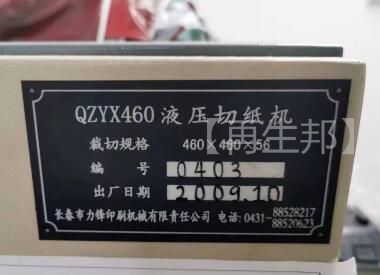 QZYX460 液压切纸机
裁切规格 460×460×56
编号 0403
出厂日期 2009.10
长春市力锋印刷机械有限责任公司 电话:0431-88528217
88520623
【再生邦】